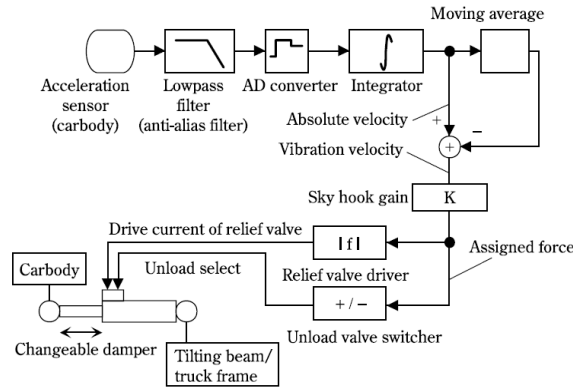 Moving average
Acceleration
sensor
(carbody)
Lowpass
filter
(anti-alias filter)
AD converter
Integrator
Absolute velocity
+
−
+
Vibration velocity
Sky hook gain
K
Drive current of relief valve
| f |
Assigned force
Carbody
Unload select
Relief valve driver
+ / −
Unload valve switcher
Changeable damper
Tilting beam/
truck frame